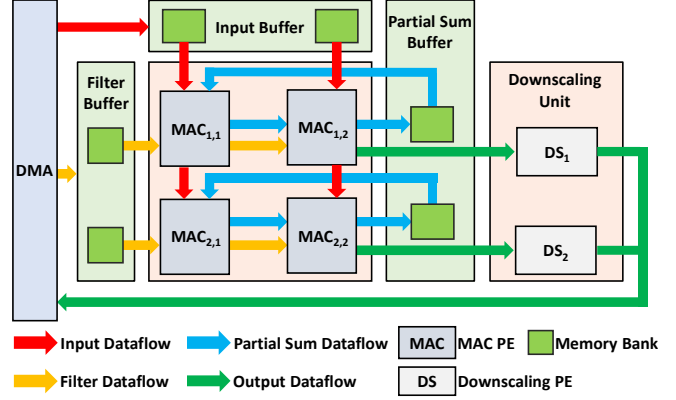 Input Buffer
Partial Sum
Buffer
Filter
Buffer
Downscaling
Unit
DMA
MAC1,1
MAC1,2
DS1
MAC2,1
MAC2,2
DS2
Input Dataflow
Partial Sum Dataflow
MAC
MAC PE
Memory Bank
Filter Dataflow
Output Dataflow
DS
Downscaling PE